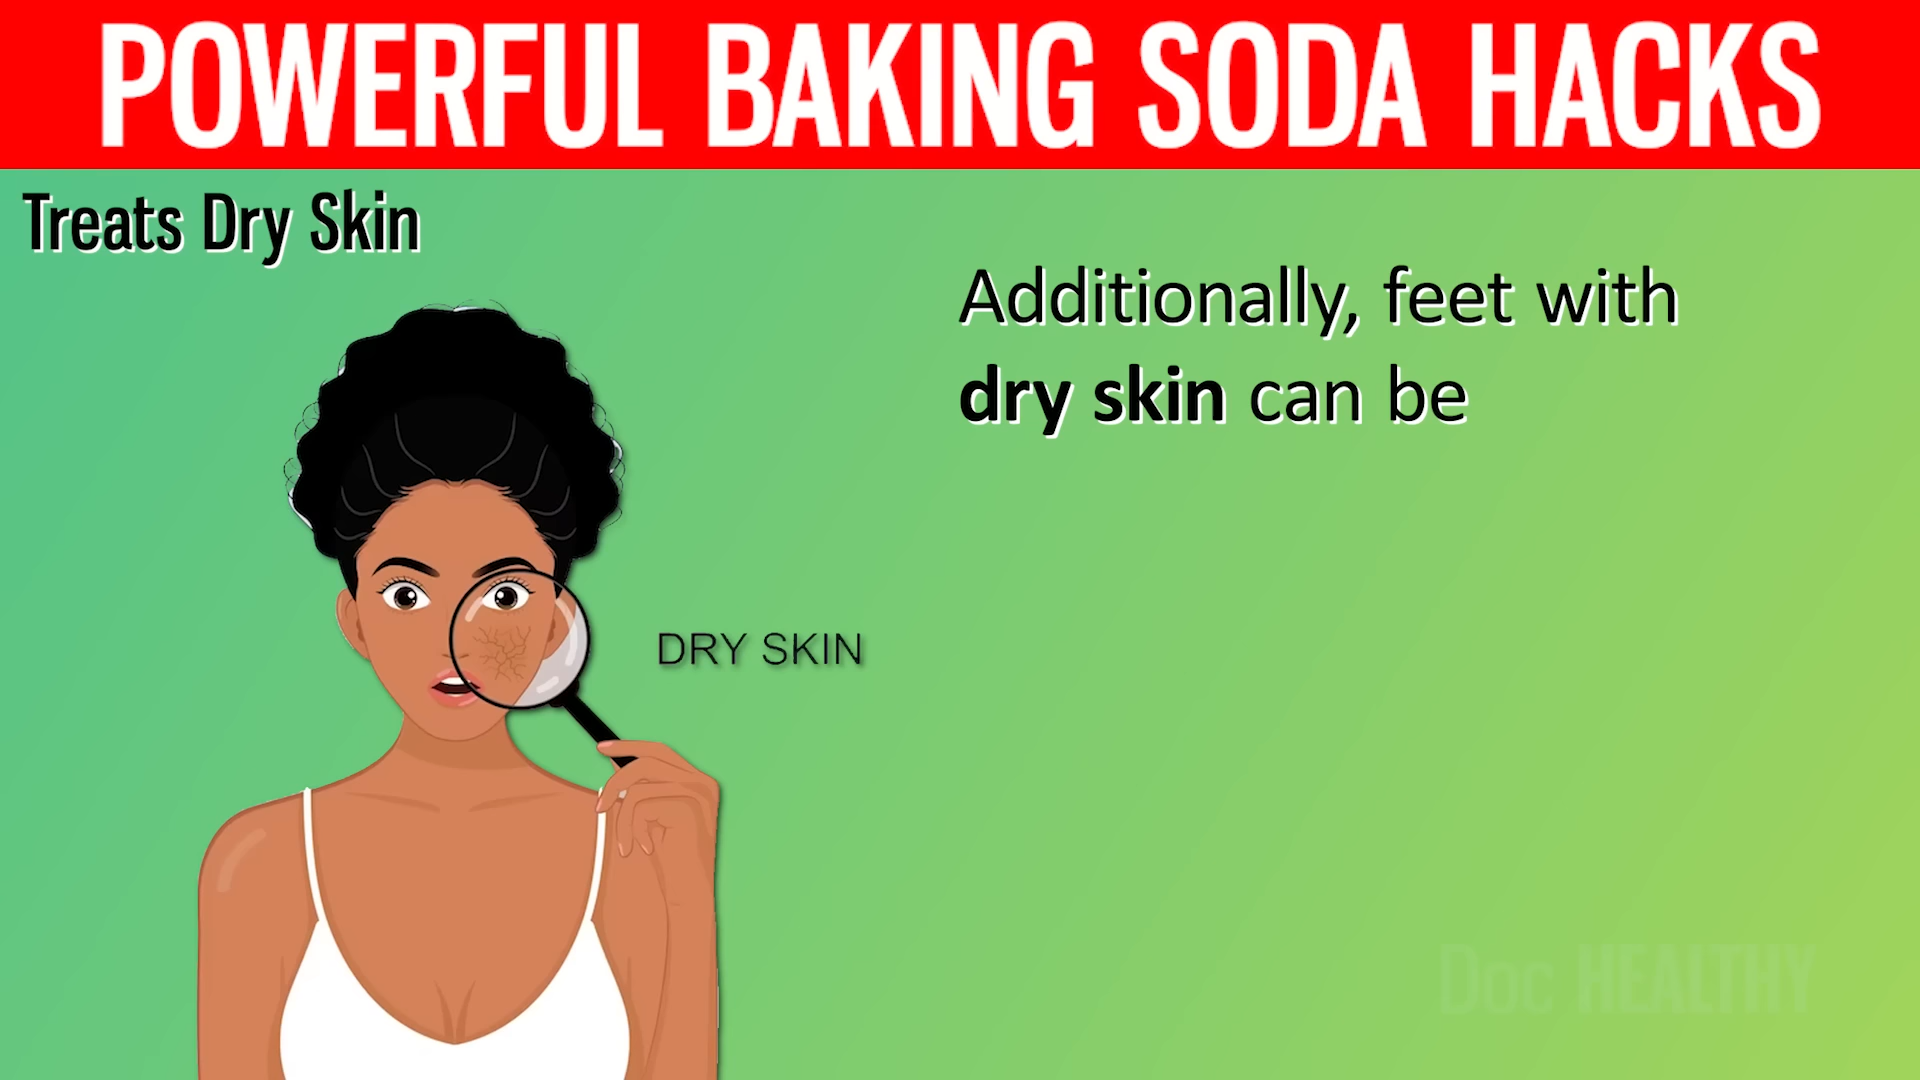 POWERFUL BAKING SODA HACKS
Treats Dry Skin
Additionally, feet with
dry skin can be
DRY SKIN
Doc HEALTHY